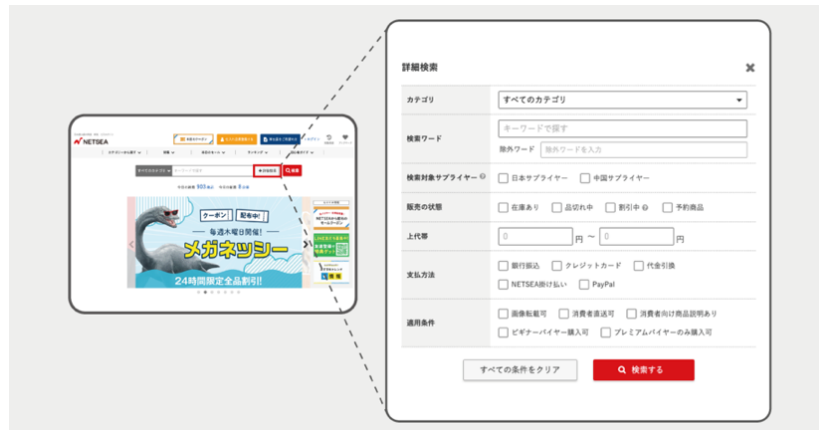 NETSEA
ランキング
詳細検索
検索
クーポン 配布中!
毎週木曜日開催!
メガネッシー
24時間限定全品割引!
詳細検索
カテゴリ
すべてのカテゴリ
検索ワード
キーワードで探す
除外ワード 除外ワードを入力
検索対象サプライヤー
日本サプライヤー 中国サプライヤー
販売の状態
在庫あり 品切れ中 割引中 予約商品
上代等
0 円 ~ 0 円
支払方法
銀行振込 クレジットカード 代金引換
NETSEA掛け払い PayPal
適用条件
画像転載可 消費者直送可 消費者向け商品説明あり
ビギナーバイヤー購入可 プレミアムバイヤーのみ購入可
すべての条件をクリア
検索する